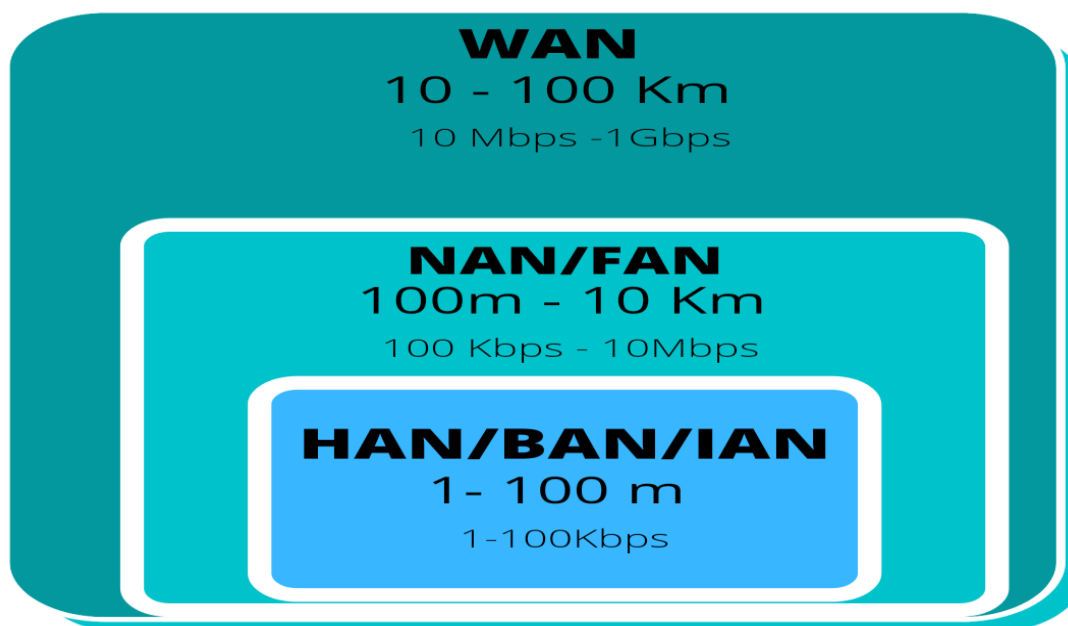 WAN
10 - 100 Km
10 Mbps -1Gbps
NAN/FAN
100m - 10 Km
100 Kbps - 10Mbps
HAN/BAN/IAN
1- 100 m
1-100Kbps